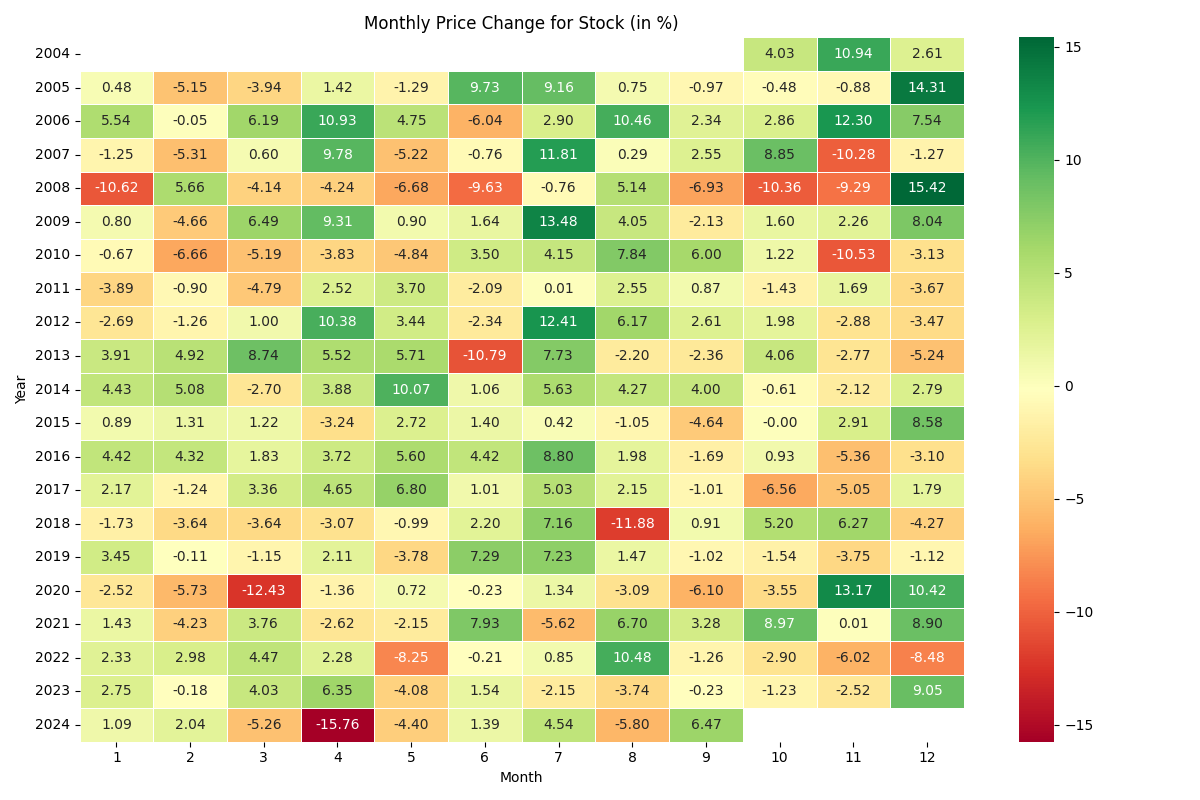 Monthly Price Change for Stock (in %)
2004 4.03 10.94 2.61
2005 0.48 -5.15 -3.94 1.42 -1.29 9.73 9.16 0.75 -0.97 -0.48 -0.88 14.31
2006 5.54 -0.05 6.19 10.93 4.75 -6.04 2.90 10.46 2.34 2.86 12.30 7.54
2007 -1.25 -5.31 0.60 9.78 -5.22 -0.76 11.81 0.29 2.55 8.85 -10.28 -1.27
2008 -10.62 5.66 -4.14 -4.24 -6.68 -9.63 -0.76 5.14 -6.93 -10.36 -9.29 15.42
2009 0.80 -4.66 6.49 9.31 0.90 1.64 13.48 4.05 -2.13 1.60 2.26 8.04
2010 -0.67 -6.66 -5.19 -3.83 -4.84 3.50 4.15 7.84 6.00 1.22 -10.53 -3.13
2011 -3.89 -0.90 -4.79 2.52 3.70 -2.09 0.01 2.55 0.87 -1.43 1.69 -3.67
2012 -2.69 -1.26 1.00 10.38 3.44 -2.34 12.41 6.17 2.61 1.98 -2.88 -3.47
2013 3.91 4.92 8.74 5.52 5.71 -10.79 7.73 -2.20 -2.36 4.06 -2.77 -5.24
2014 4.43 5.08 -2.70 3.88 10.07 1.06 5.63 4.27 4.00 -0.61 -2.12 2.79
2015 0.89 1.31 1.22 -3.24 2.72 1.40 0.42 -1.05 -4.64 -0.00 2.91 8.58
2016 4.42 4.32 1.83 3.72 5.60 4.42 8.80 1.98 -1.69 0.93 -5.36 -3.10
2017 2.17 -1.24 3.36 4.65 6.80 1.01 5.03 2.15 -1.01 -6.56 -5.05 1.79
2018 -1.73 -3.64 -3.64 -3.07 -0.99 2.20 7.16 -11.88 0.91 5.20 6.27 -4.27
2019 3.45 -0.11 -1.15 2.11 -3.78 7.29 7.23 1.47 -1.02 -1.54 -3.75 -1.12
2020 -2.52 -5.73 -12.43 -1.36 0.72 -0.23 1.34 -3.09 -6.10 -3.55 13.17 10.42
2021 1.43 -4.23 3.76 -2.62 -2.15 7.93 -5.62 6.70 3.28 8.97 0.01 8.90
2022 2.33 2.98 4.47 2.28 -8.25 -0.21 0.85 10.48 -1.26 -2.90 -6.02 -8.48
2023 2.75 -0.18 4.03 6.35 -4.08 1.54 -2.15 -3.74 -0.23 -1.23 -2.52 9.05
2024 1.09 2.04 -5.26 -15.76 -4.40 1.39 4.54 -5.80 6.47
1 2 3 4 5 6 7 8 9 10 11 12
Month
Year
15
10
5
0
−5
−10
−15